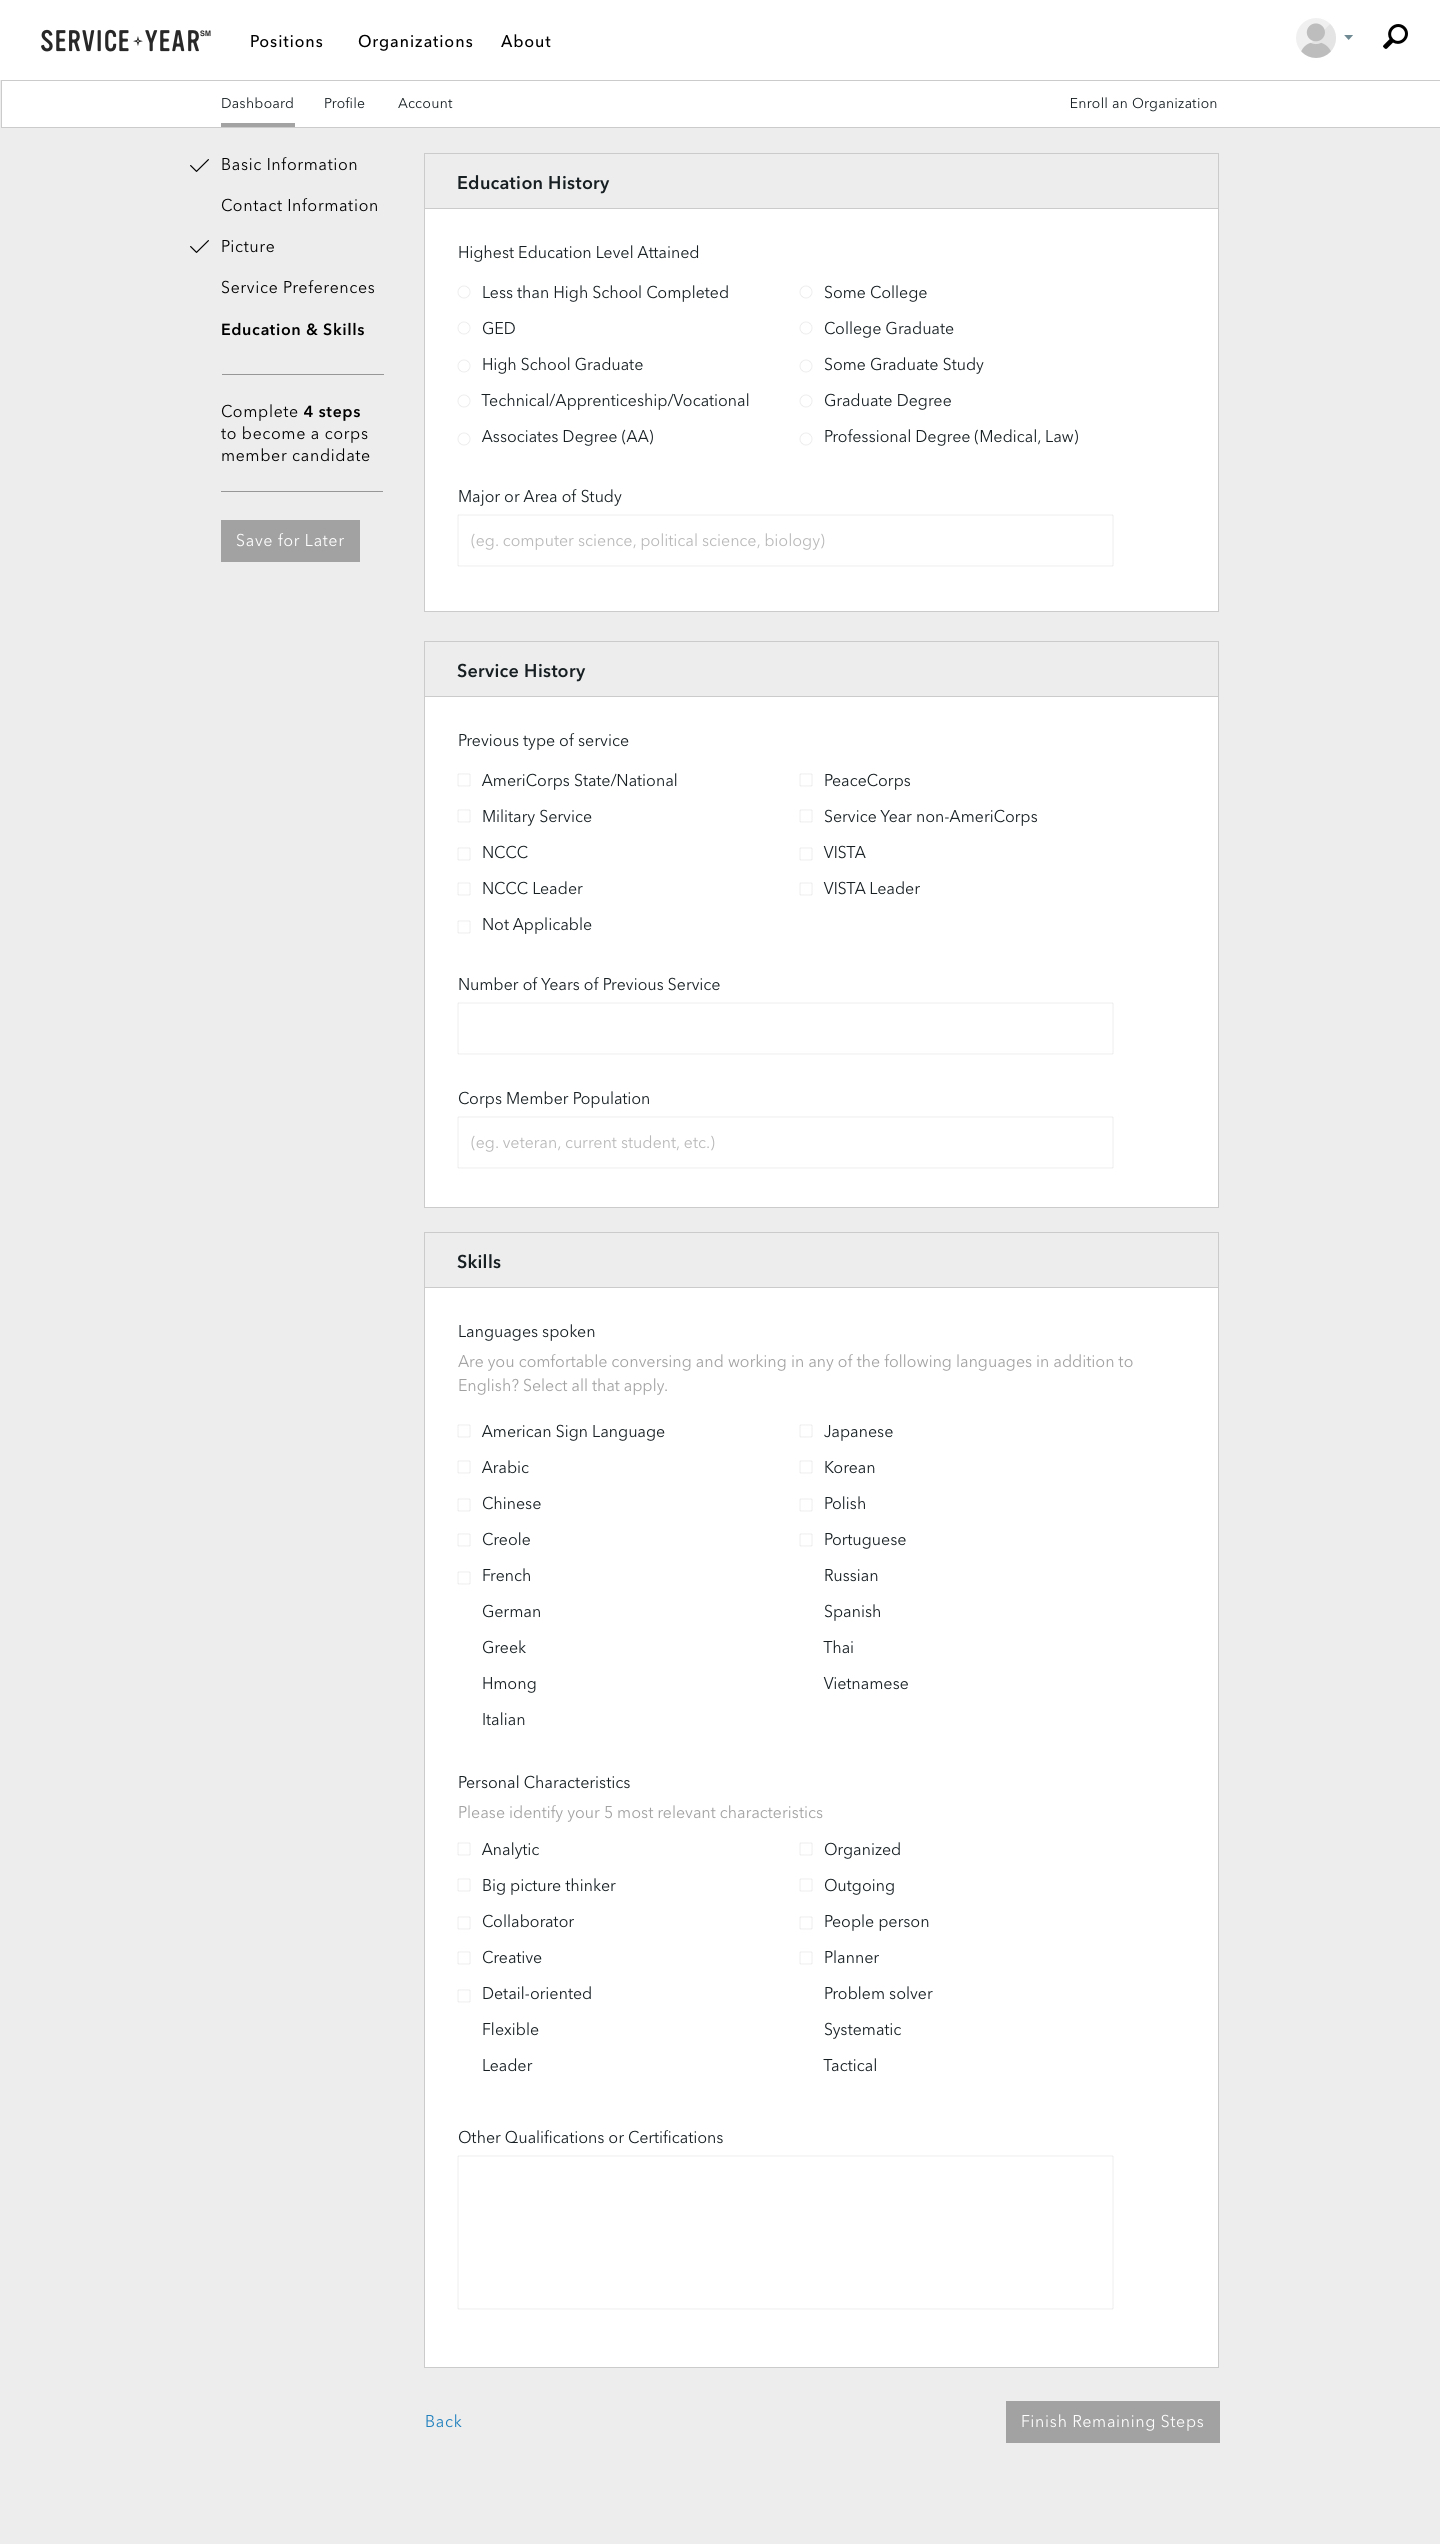 SERVICE+YEAR SM
Positions
Organizations
About
Dashboard
Profile
Account
Enroll an Organization
Basic Information
Contact Information
Picture
Service Preferences
Education & Skills
Complete 4 steps
to become a corps
member candidate
Save for Later
Education History
Highest Education Level Attained
Less than High School Completed
GED
High School Graduate
Technical/Apprenticeship/Vocational
Associates Degree (AA)
Some College
College Graduate
Some Graduate Study
Graduate Degree
Professional Degree (Medical, Law)
Major or Area of Study
(eg. computer science, political science, biology)
Service History
Previous type of service
AmeriCorps State/National
Military Service
NCCC
NCCC Leader
Not Applicable
PeaceCorps
Service Year non-AmeriCorps
VISTA
VISTA Leader
Number of Years of Previous Service
Corps Member Population
(eg. veteran, current student, etc.)
Skills
Languages spoken
Are you comfortable conversing and working in any of the following languages in addition to
English? Select all that apply.
American Sign Language
Arabic
Chinese
Creole
French
German
Greek
Hmong
Italian
Japanese
Korean
Polish
Portuguese
Russian
Spanish
Thai
Vietnamese
Personal Characteristics
Please identify your 5 most relevant characteristics
Analytic
Big picture thinker
Collaborator
Creative
Detail-oriented
Flexible
Leader
Organized
Outgoing
People person
Planner
Problem solver
Systematic
Tactical
Other Qualifications or Certifications
Back
Finish Remaining Steps